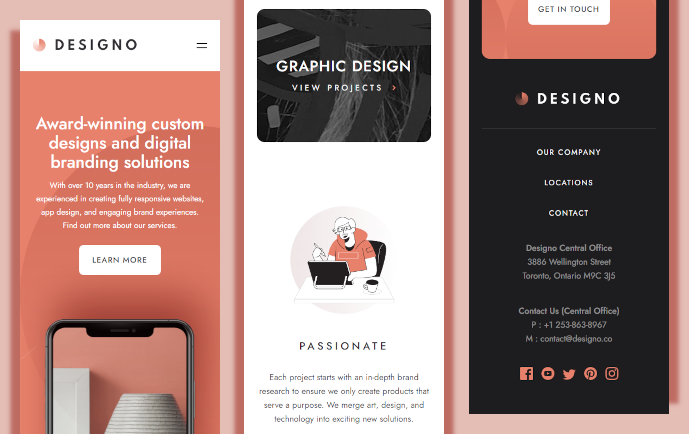 DESIGNO
Award-winning custom
designs and digital
branding solutions
With over 10 years in the industry, we are
experienced in creating fully responsive websites,
app design, and engaging brand experiences.
Find out more about our services.
LEARN MORE
GRAPHIC DESIGN
VIEW PROJECTS
PASSIONATE
Each project starts with an in-depth brand
research to ensure we only create products that
serve a purpose. We merge art, design, and
technology into exciting new solutions.
GET IN TOUCH
DESIGNO
OUR COMPANY
LOCATIONS
CONTACT
Designo Central Office
3886 Wellington Street
Toronto, Ontario M9C 3J5
Contact Us (Central Office)
P : +1 253-863-8967
M : contact@designo.co